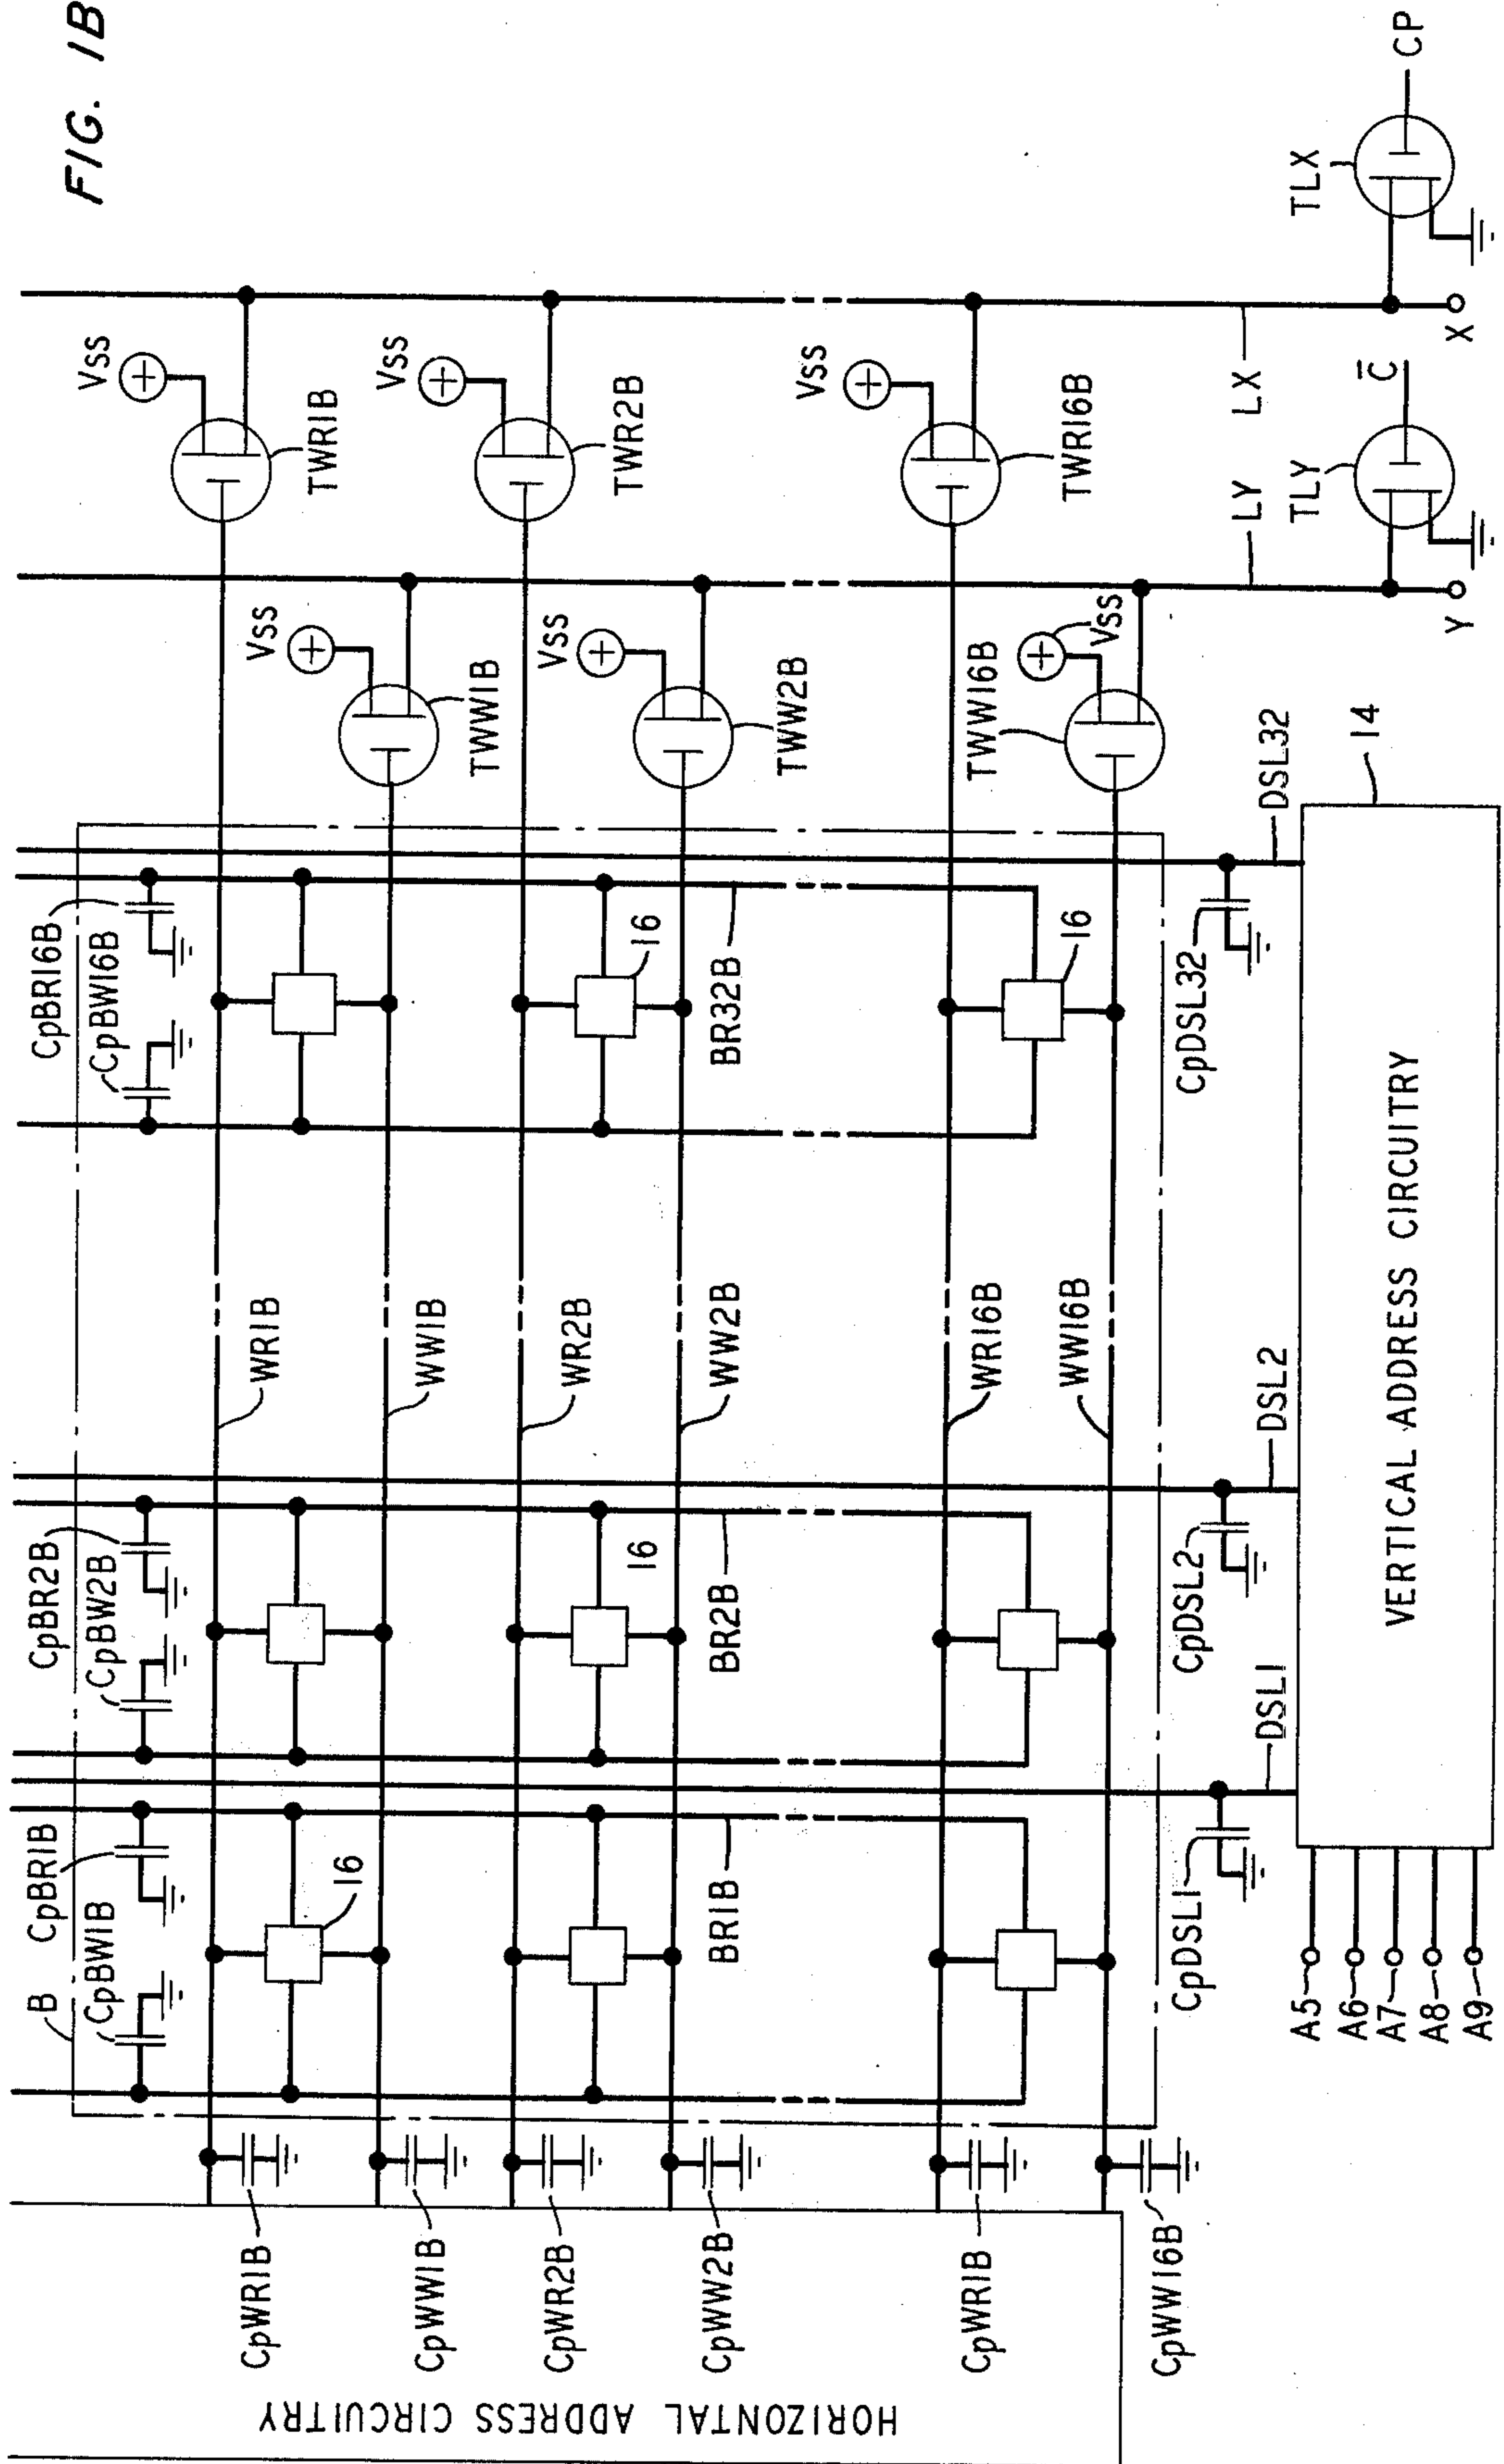 FIG. 1B
HORIZONTAL ADDRESS CIRCUITRY
B
CpBW1B
CpBR1B
CpBW2B
CpBR2B
CpBW16B
CpBR16B
Vss
Vss
Vss
Vss
Vss
Vss
CpWR1B
WR1B
TWR1B
16
CpWW1B
WW1B
TWW1B
CpWR2B
WR2B
TWR2B
16
16
CpWW2B
WW2B
TWW2B
BR1B
BR2B
BR32B
CpWR1B
WR16B
TWR16B
16
CpWW16B
WW16B
TWW16B
CpDSL1
CpDSL2
CpDSL32
DSL1
DSL2
DSL32
LY
LX
TLY
TLX
C̅
CP
Y
X
A5
A6
A7
A8
A9
14
VERTICAL ADDRESS CIRCUITRY